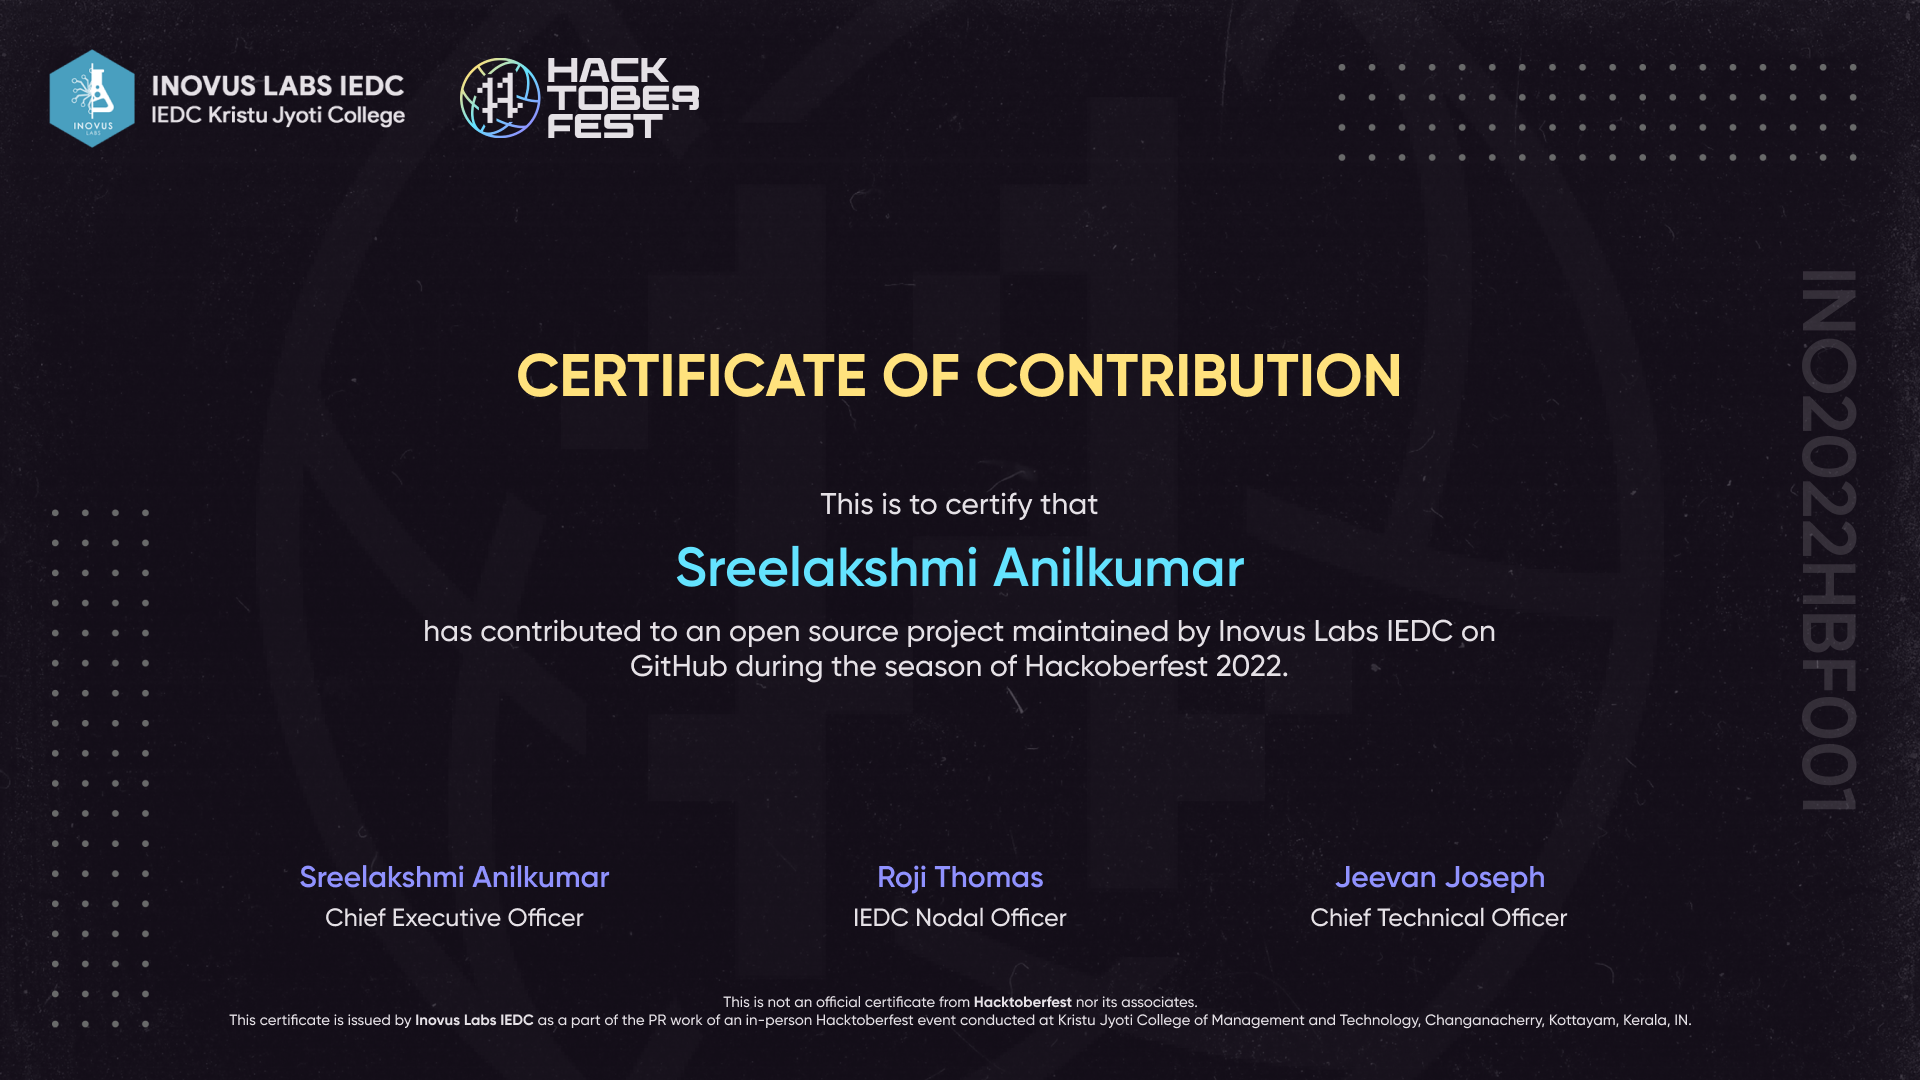 INOVUS LABS IEDC
IEDC Kristu Jyoti College
INOVUS
LABS
HACK
TOBER
FEST
CERTIFICATE OF CONTRIBUTION
This is to certify that
Sreelakshmi Anilkumar
has contributed to an open source project maintained by Inovus Labs IEDC on
GitHub during the season of Hackoberfest 2022.
INO2022HBF001
Sreelakshmi Anilkumar
Chief Executive Officer
Roji Thomas
IEDC Nodal Officer
Jeevan Joseph
Chief Technical Officer
This is not an official certificate from Hacktoberfest nor its associates.
This certificate is issued by Inovus Labs IEDC as a part of the PR work of an in-person Hacktoberfest event conducted at Kristu Jyoti College of Management and Technology, Changanacherry, Kottayam, Kerala, IN.